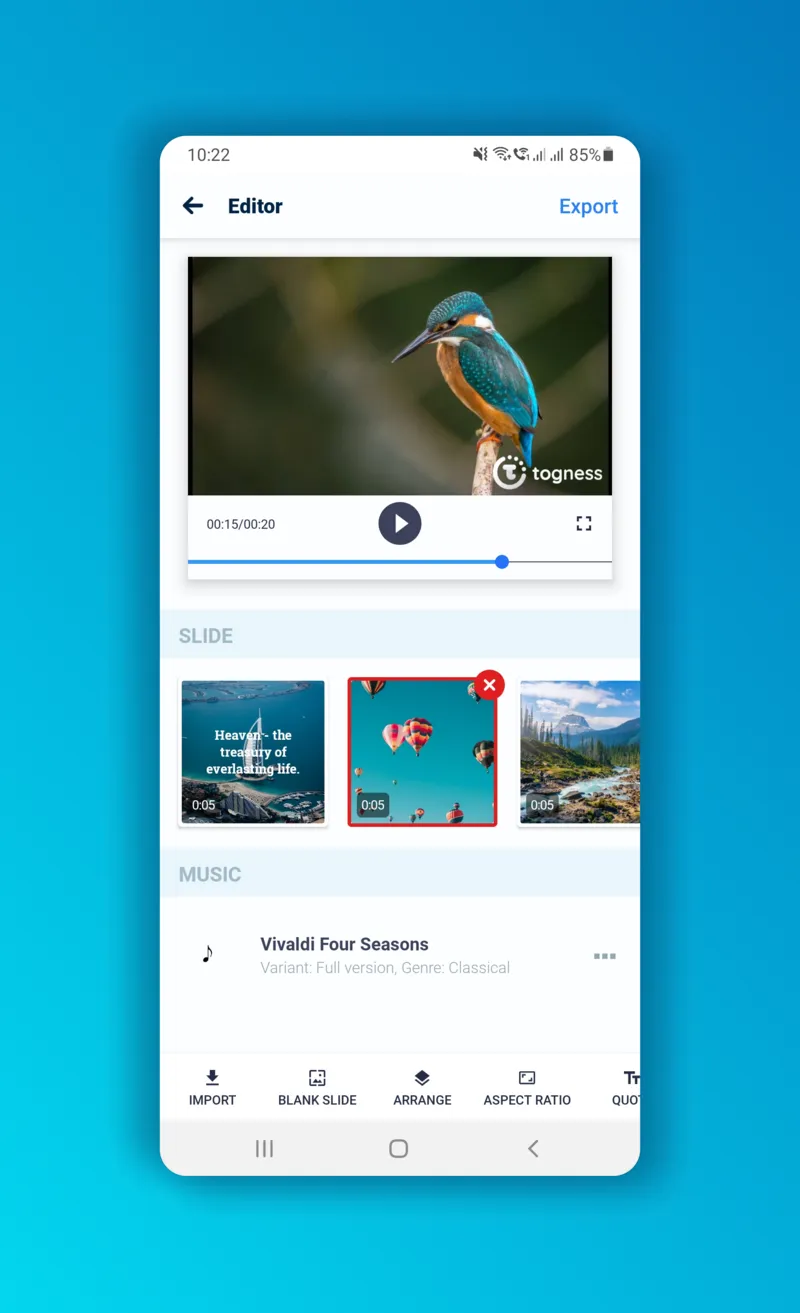 10:22
85%
Editor
Export
togness
00:15/00:20
SLIDE
Heaven - the
treasury of
everlasting life.
0:05
0:05
0:05
MUSIC
Vivaldi Four Seasons
Variant: Full version, Genre: Classical
IMPORT
BLANK SLIDE
ARRANGE
ASPECT RATIO
QUO